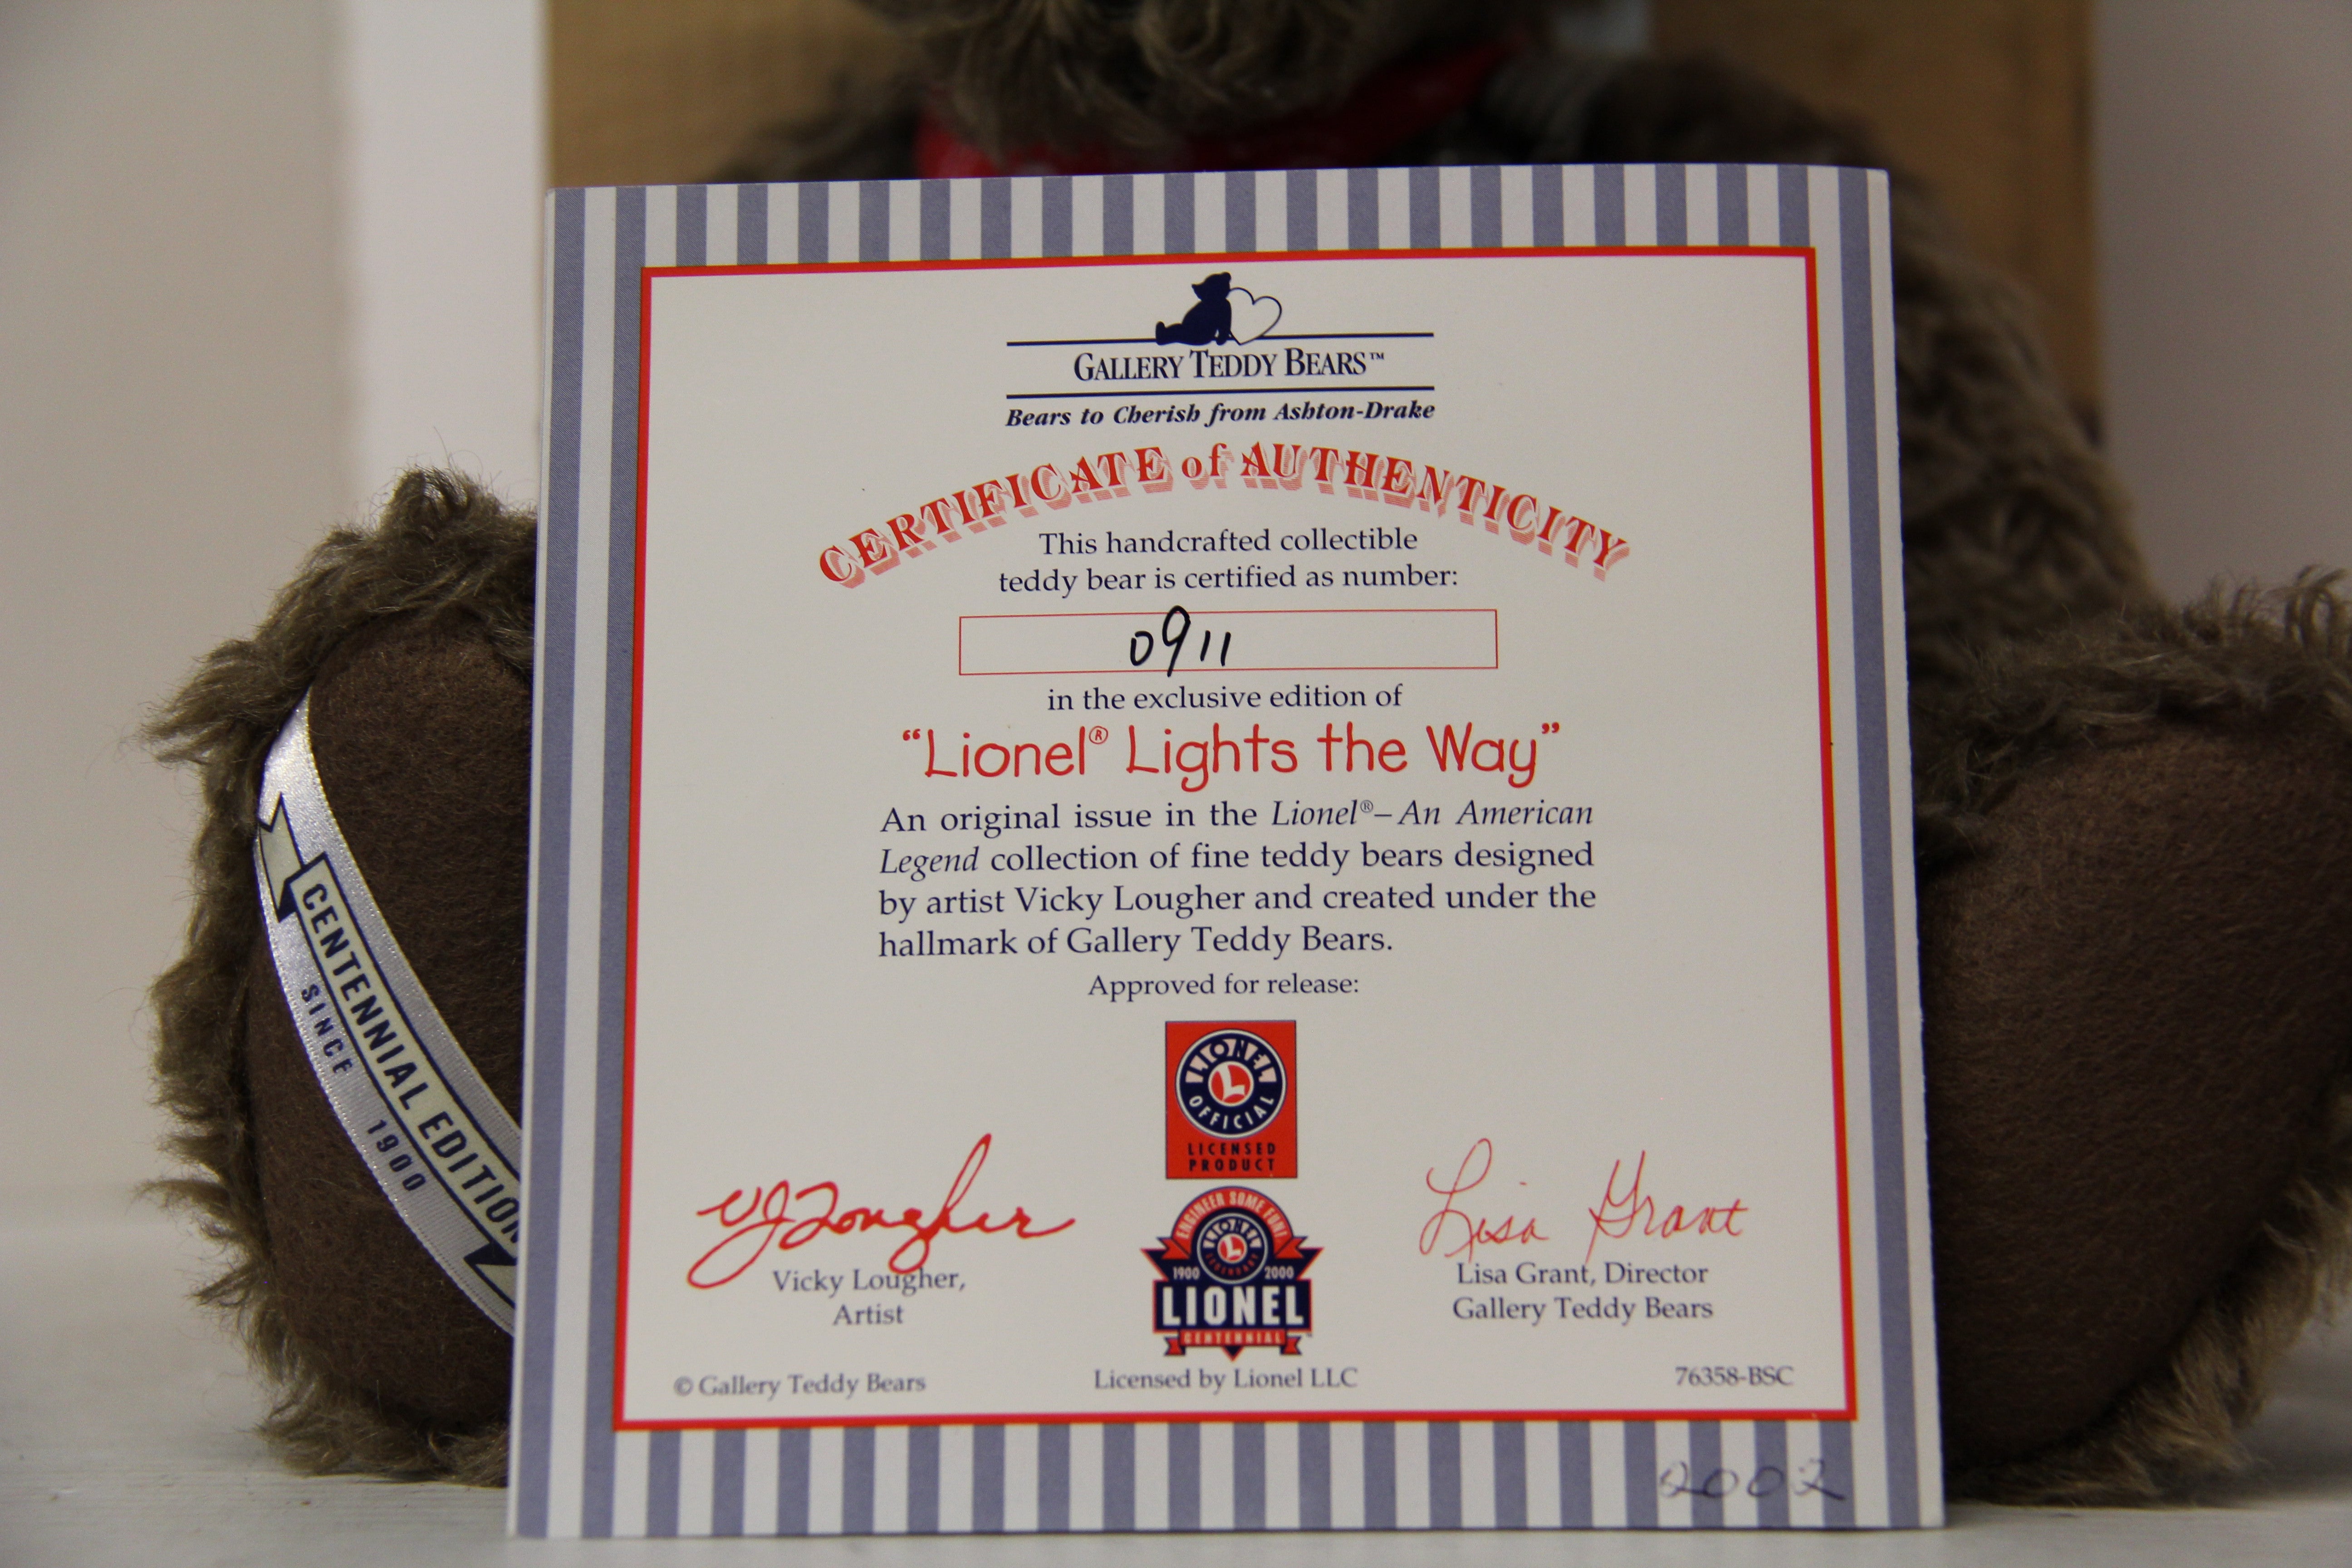 GALLERY TEDDY BEARS™
Bears to Cherish from Ashton-Drake
CERTIFICATE of AUTHENTICITY
This handcrafted collectible
teddy bear is certified as number:
0911
in the exclusive edition of
“Lionel® Lights the Way”
An original issue in the Lionel®–An American
Legend collection of fine teddy bears designed
by artist Vicky Lougher and created under the
hallmark of Gallery Teddy Bears.
Approved for release:
LIONEL
L
OFFICIAL
LICENSED
PRODUCT
VJLougher
Vicky Lougher,
Artist
ENGINEER SOME FUN!
LIONEL
L
1900 2000
LIONEL
CENTENNIAL
Lisa Grant
Lisa Grant, Director
Gallery Teddy Bears
© Gallery Teddy Bears
Licensed by Lionel LLC
76358-BSC
2002
CENTENNIAL EDITION
SINCE 1900